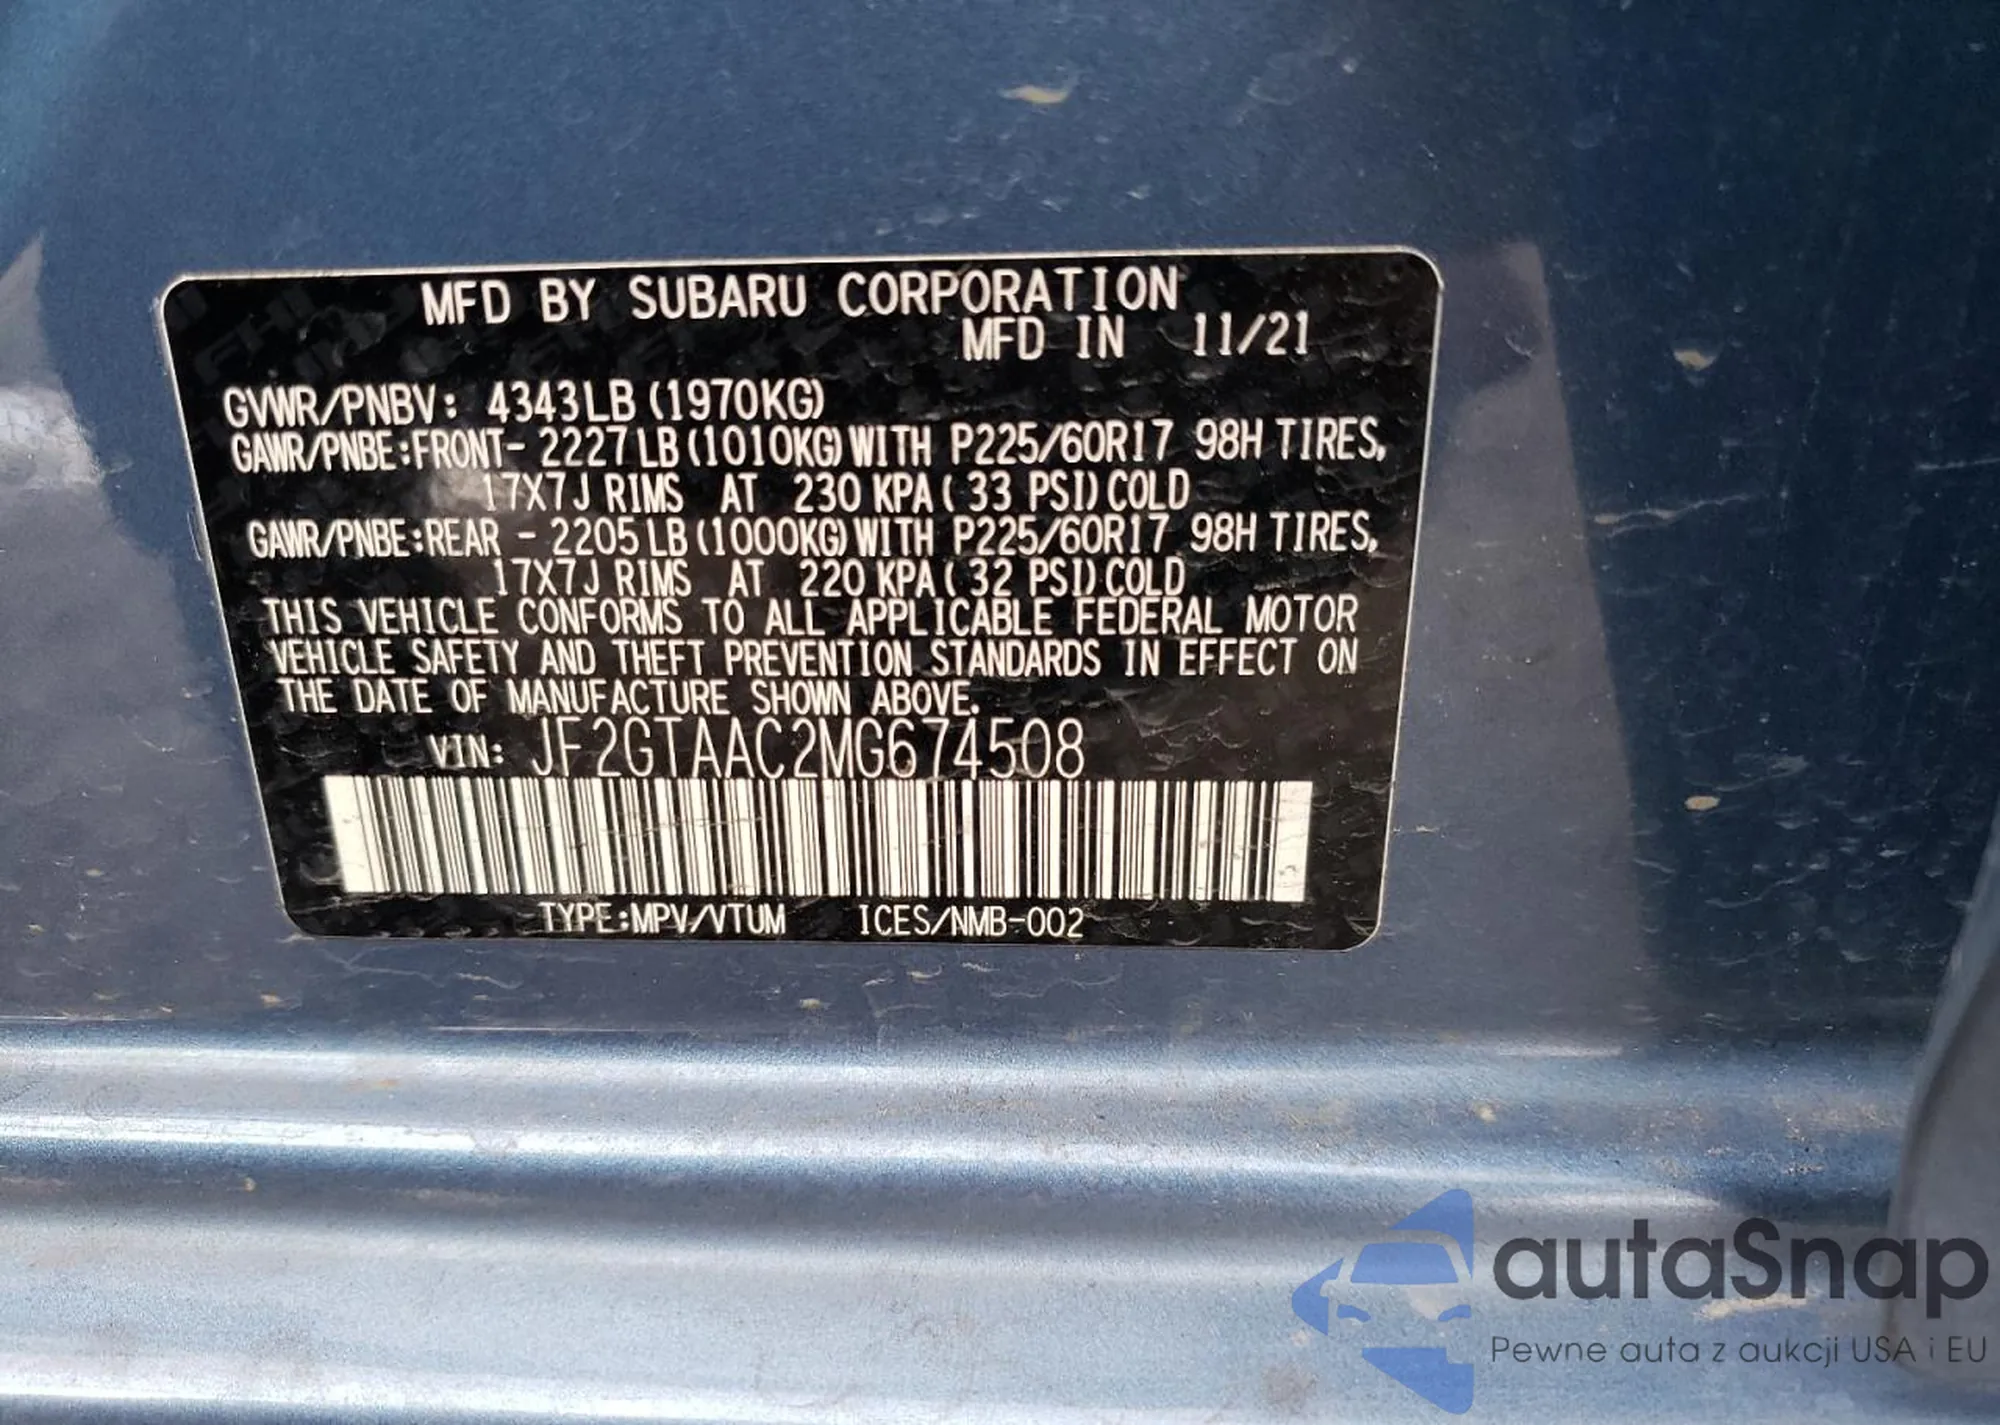 MFD BY SUBARU CORPORATION
MFD IN 11/21
GVWR/PNBV: 4343LB (1970KG)
GAWR/PNBE:FRONT- 2227LB (1010KG) WITH P225/60R17 98H TIRES,
17X7J RIMS AT 230 KPA ( 33 PSI) COLD
GAWR/PNBE:REAR - 2205LB (1000KG) WITH P225/60R17 98H TIRES,
17X7J RIMS AT 220 KPA ( 32 PSI) COLD
THIS VEHICLE CONFORMS TO ALL APPLICABLE FEDERAL MOTOR
VEHICLE SAFETY AND THEFT PREVENTION STANDARDS IN EFFECT ON
THE DATE OF MANUFACTURE SHOWN ABOVE.
VIN: JF2GTAAC2MG674508
TYPE:MPV/VTUM ICES/NMB-002
autaSnap
Pewne auta z aukcji USA i EU